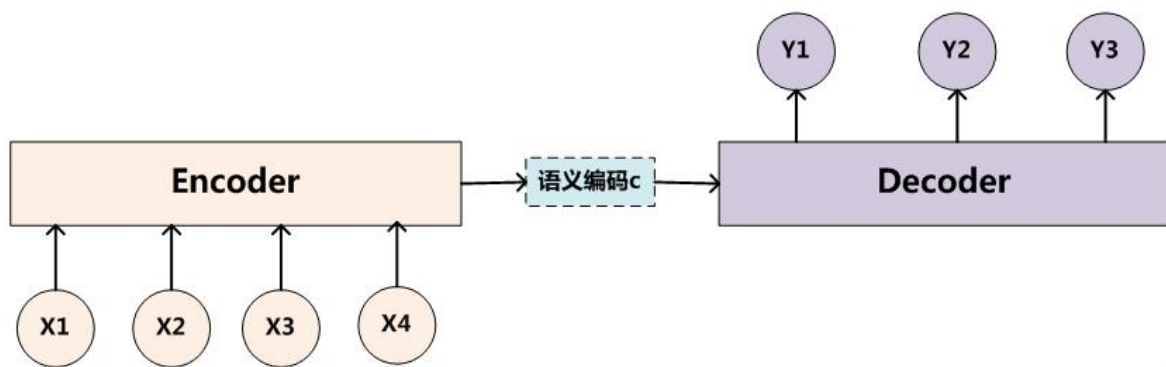 Y1 Y2 Y3
Encoder 语义编码c Decoder
X1 X2 X3 X4